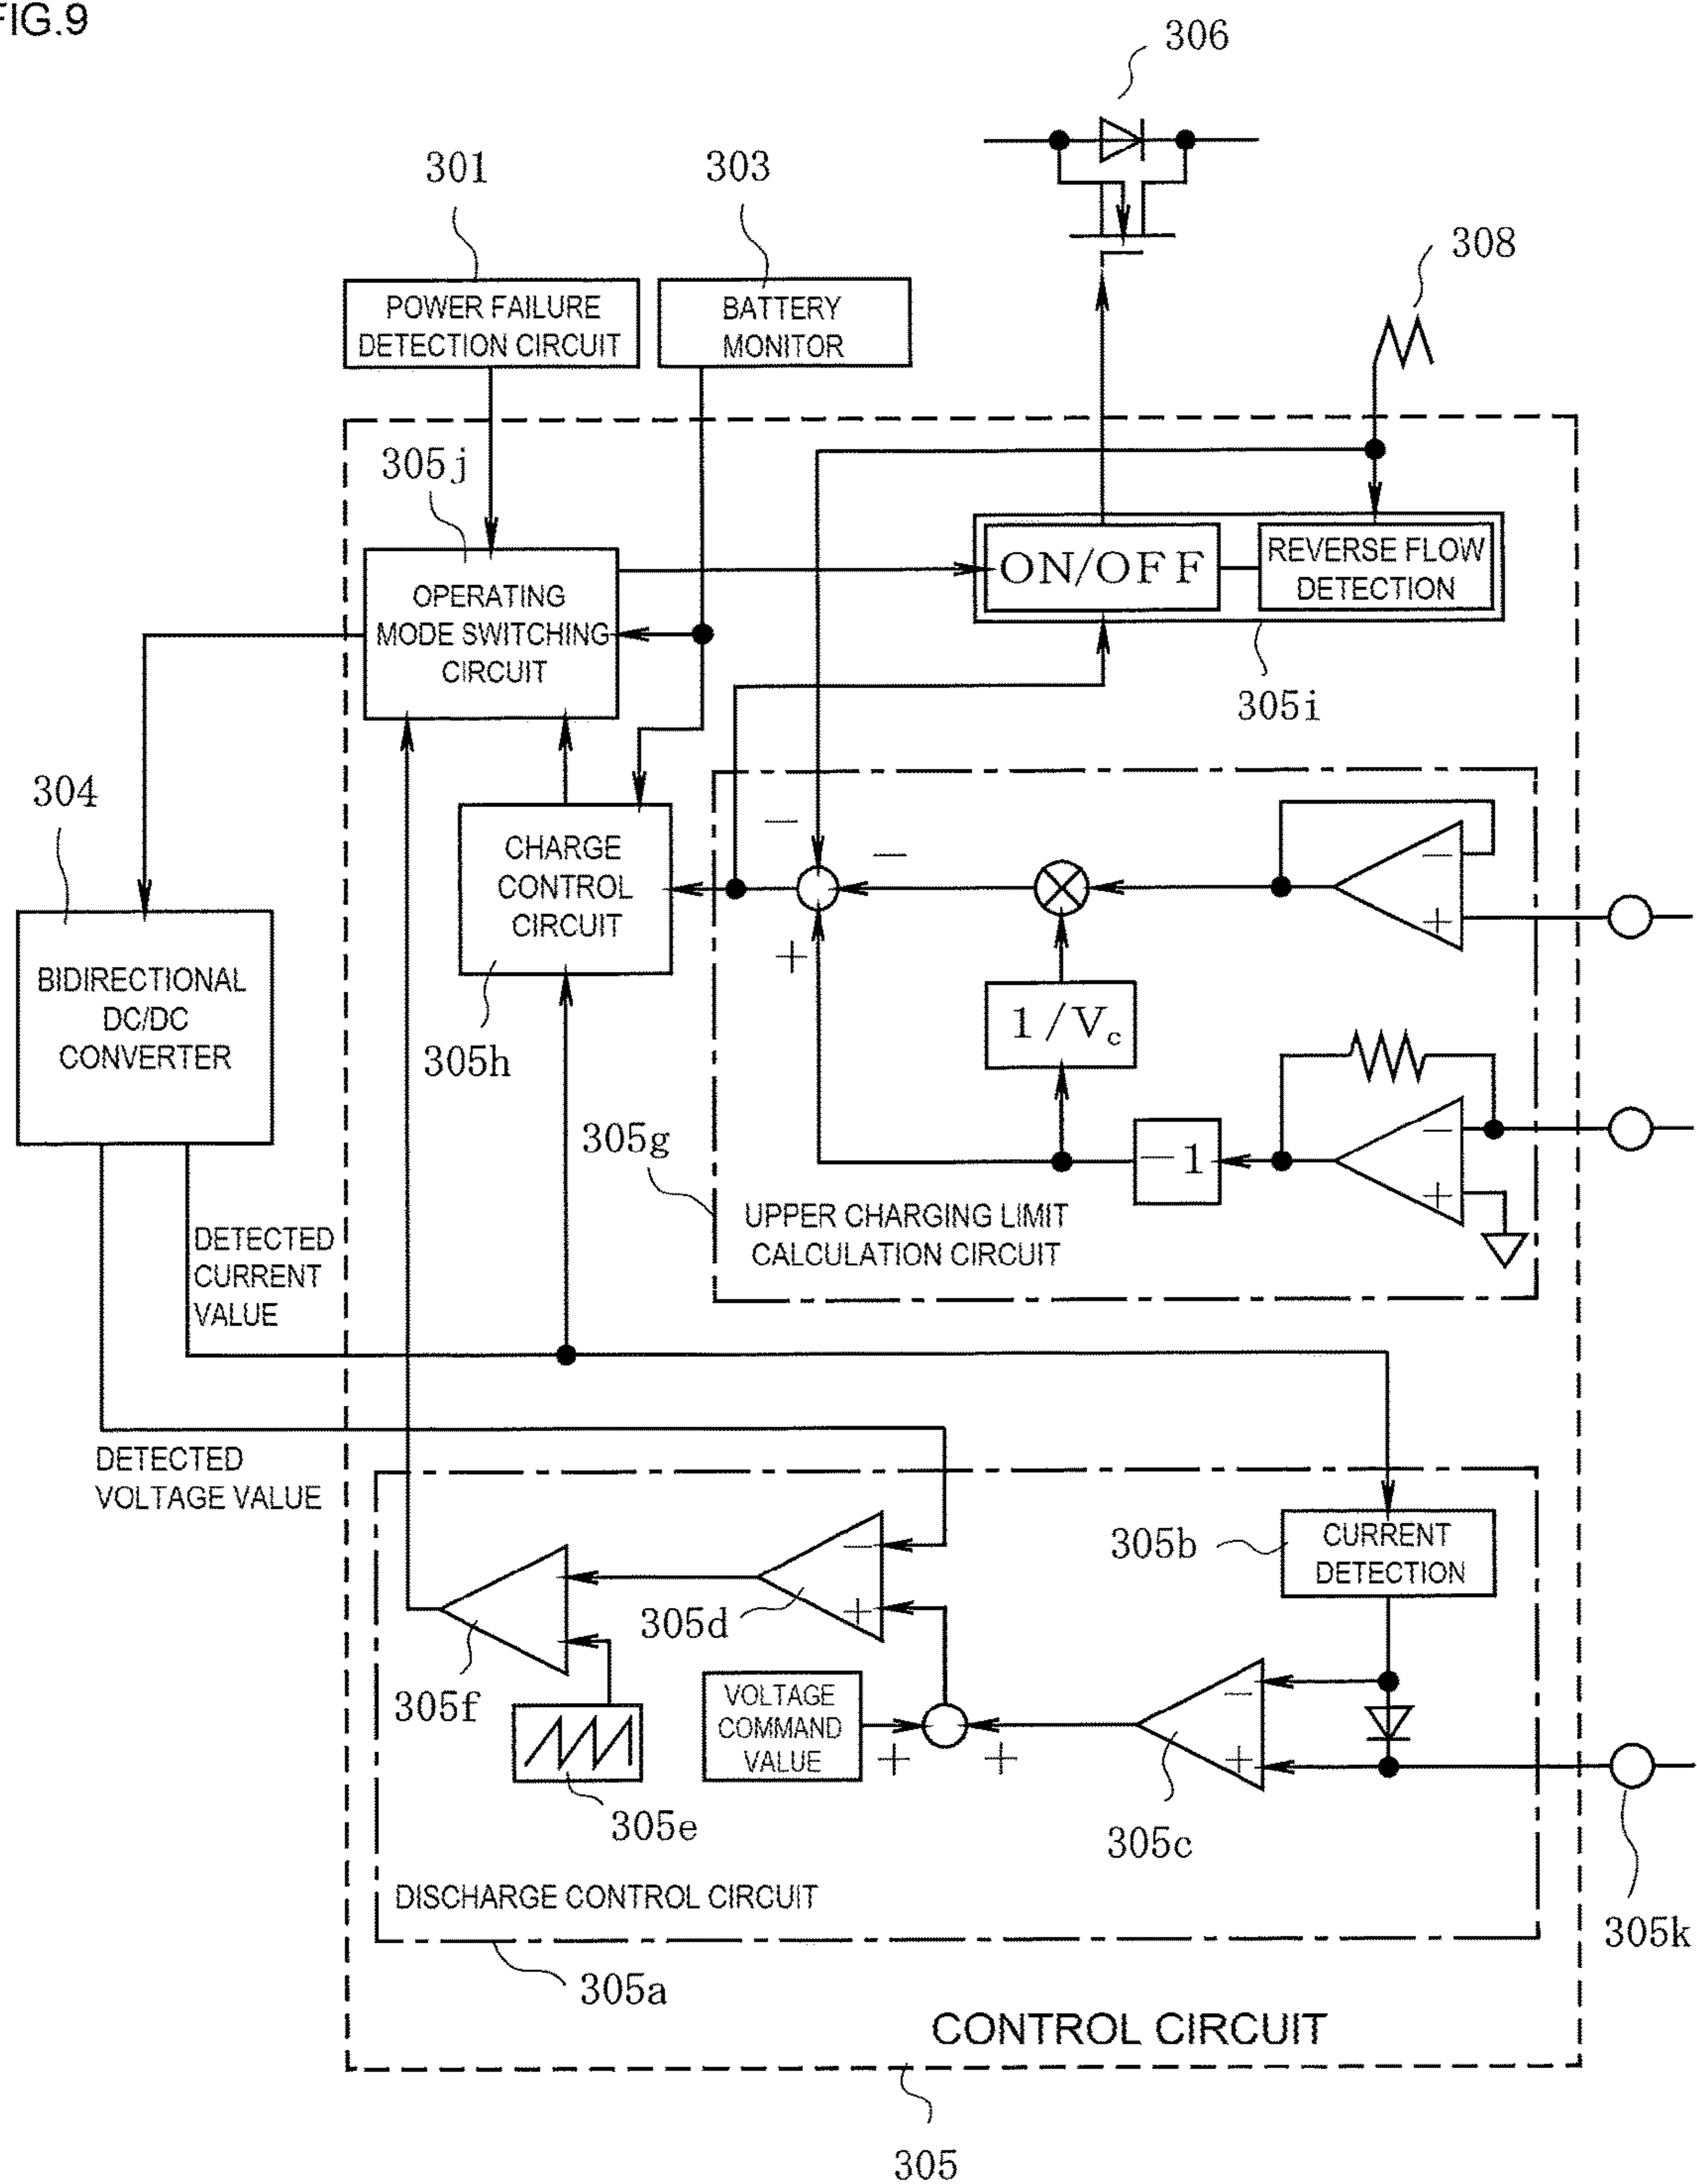 FIG.9
306
301
303
308
POWER FAILURE
DETECTION CIRCUIT
BATTERY
MONITOR
305j
ON/OFF
REVERSE FLOW
DETECTION
OPERATING
MODE SWITCHING
CIRCUIT
305i
304
CHARGE
CONTROL
CIRCUIT
−
−
−
+
+
BIDIRECTIONAL
DC/DC
CONVERTER
1/Vc
305h
305g
−1
−
+
UPPER CHARGING LIMIT
CALCULATION CIRCUIT
DETECTED
CURRENT
VALUE
DETECTED
VOLTAGE VALUE
305b
CURRENT
DETECTION
−
+
305d
305f
VOLTAGE
COMMAND
VALUE
+
+
−
+
305e
305c
DISCHARGE CONTROL CIRCUIT
305k
305a
CONTROL CIRCUIT
305